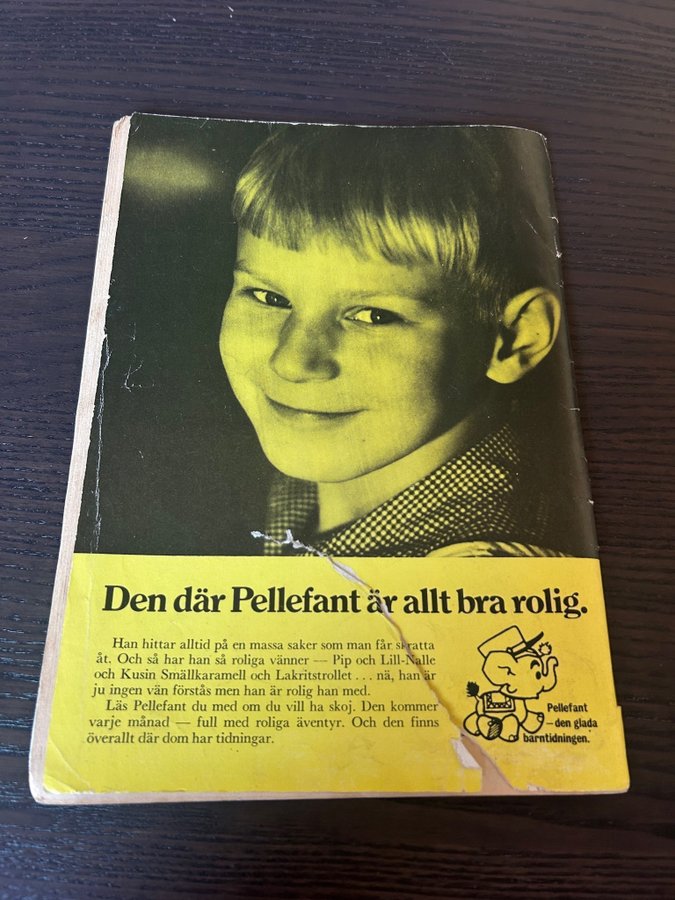 Den där Pellefant är allt bra rolig.
Han hittar alltid på en massa saker som man får skratta
åt. Och så har han så roliga vänner — Pip och Lill-Nalle
och Kusin Smällkaramell och Lakritstrollet . . . nä, han är
ju ingen vän förstås men han är rolig han med.
Läs Pellefant du med om du vill ha skoj. Den kommer
varje månad — full med roliga äventyr. Och den finns
överallt där dom har tidningar.
Pellefant
— den glada
barntidningen.